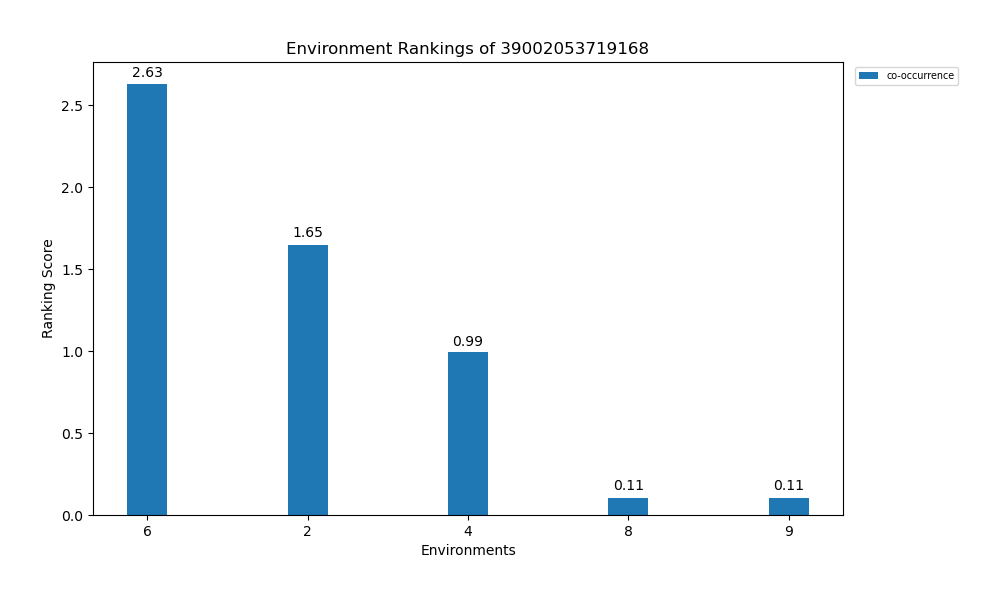 Environment Rankings of 39002053719168
co-occurrence
2.63
1.65
0.99
0.11
0.11
Ranking Score
2.5
2.0
1.5
1.0
0.5
0.0
6 2 4 8 9
Environments